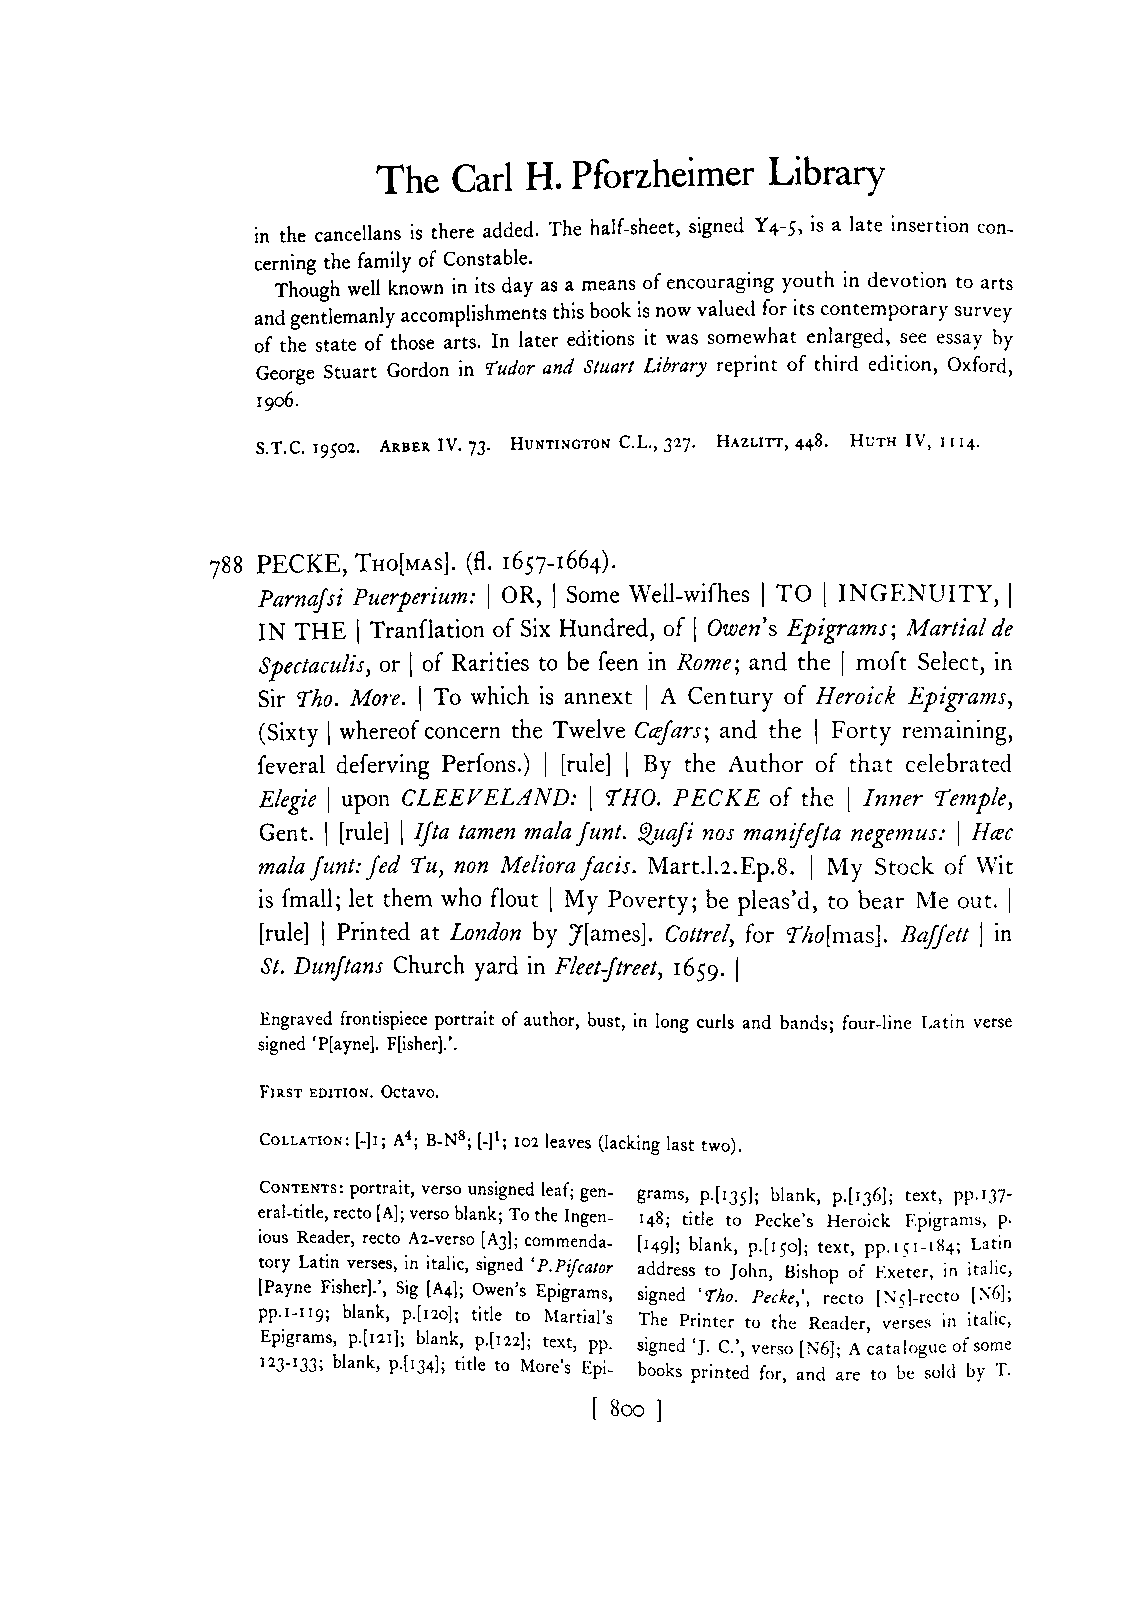 The Carl H. Pforzheimer Library
in the cancellans is there added. The half-sheet, signed Y4-5, is a late insertion con-
cerning the family of Constable.
Though well known in its day as a means of encouraging youth in devotion to arts
and gentlemanly accomplishments this book is now valued for its contemporary survey
of the state of those arts. In later editions it was somewhat enlarged, see essay by
George Stuart Gordon in Tudor and Stuart Library reprint of third edition, Oxford,
1906.
S.T.C. 19502. ARBER IV. 73. HUNTINGTON C.L., 327. HAZLITT, 448. HUTH IV, 1114.
788 PECKE, THO[MAS]. (fl. 1657-1664).
Parnaſsi Puerperium: | OR, | Some Well-wiſhes | TO | INGENUITY, |
IN THE | Tranſlation of Six Hundred, of | Owen's Epigrams; Martial de
Spectaculis, or | of Rarities to be ſeen in Rome; and the | moſt Select, in
Sir Tho. More. | To which is annext | A Century of Heroick Epigrams,
(Sixty | whereof concern the Twelve Cæſars; and the | Forty remaining,
ſeveral deſerving Perſons.) | [rule] | By the Author of that celebrated
Elegie | upon CLEEVELAND: | THO. PECKE of the | Inner Temple,
Gent. | [rule] | Iſta tamen mala ſunt. Quaſi nos manifeſta negemus: | Hæc
mala ſunt: ſed Tu, non Meliora facis. Mart.l.2.Ep.8. | My Stock of Wit
is ſmall; let them who flout | My Poverty; be pleas'd, to bear Me out. |
[rule] | Printed at London by J[ames]. Cottrel, for Tho[mas]. Baſſett | in
St. Dunſtans Church yard in Fleet-ſtreet, 1659. |
Engraved frontispiece portrait of author, bust, in long curls and bands; four-line Latin verse
signed 'P[ayne]. F[isher].'.
FIRST EDITION. Octavo.
COLLATION: [-]1; A⁴; B-N⁸; [-]¹; 102 leaves (lacking last two).
CONTENTS: portrait, verso unsigned leaf; gen-
eral-title, recto [A]; verso blank; To the Ingen-
ious Reader, recto A2-verso [A3]; commenda-
tory Latin verses, in italic, signed 'P.Piſcator
[Payne Fisher].', Sig [A4]; Owen's Epigrams,
pp.1-119; blank, p.[120]; title to Martial's
Epigrams, p.[121]; blank, p.[122]; text, pp.
123-133; blank, p.[134]; title to More's Epi-
grams, p.[135]; blank, p.[136]; text, pp.137-
148; title to Pecke's Heroick Epigrams, p.
[149]; blank, p.[150]; text, pp.151-184; Latin
address to John, Bishop of Exeter, in italic,
signed 'Tho. Pecke,', recto [N5]-recto [N6];
The Printer to the Reader, verses in italic,
signed 'J. C.', verso [N6]; A catalogue of some
books printed for, and are to be sold by T.
[ 800 ]